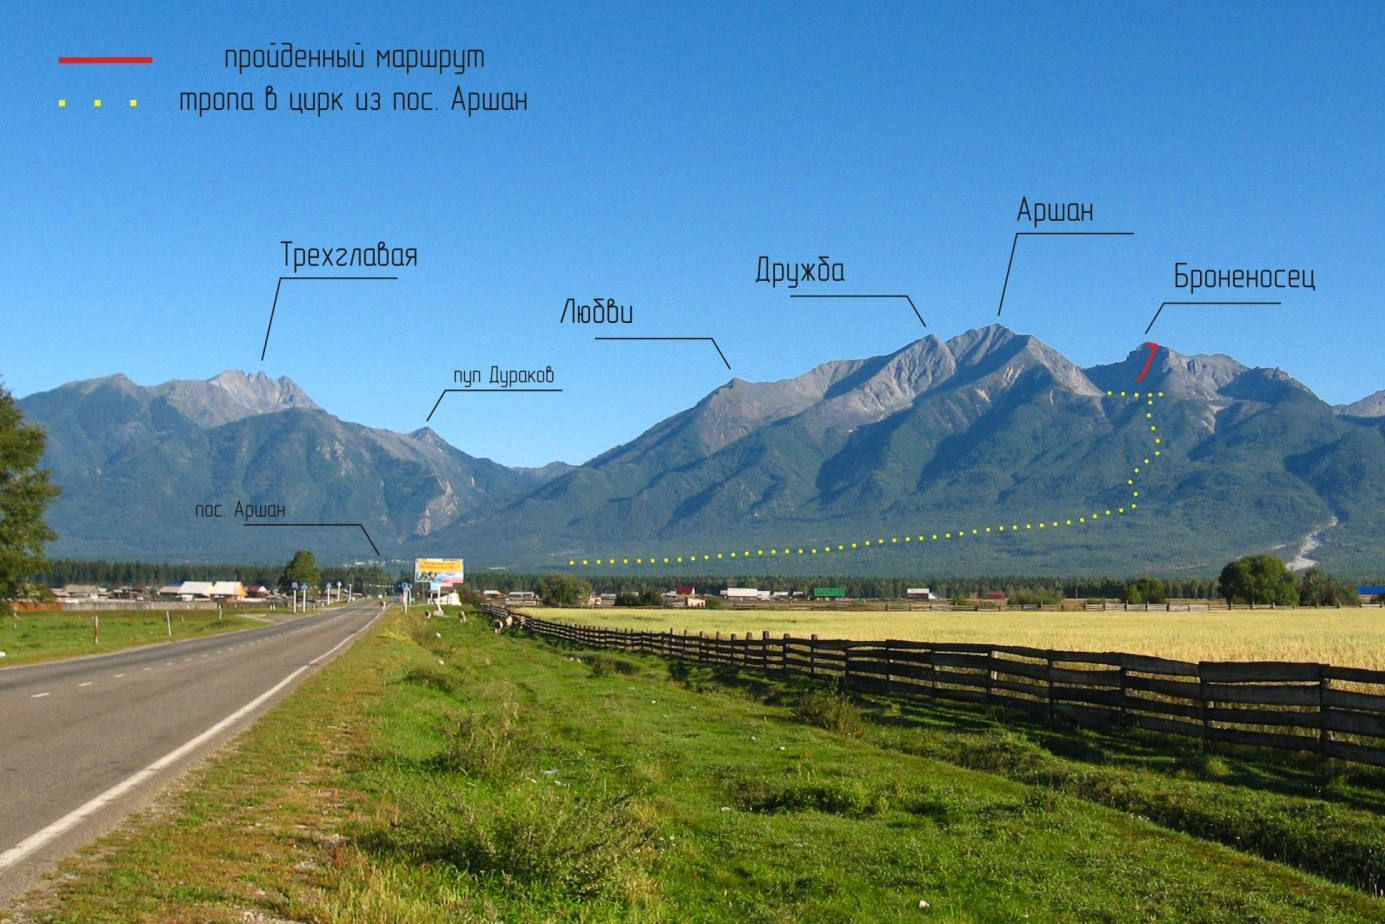 пройденный маршрут
тропа в цирк из пос. Аршан
Аршан
Трехглавая
Дружба
Броненосец
Любви
пуп Дураков
пос. Аршан